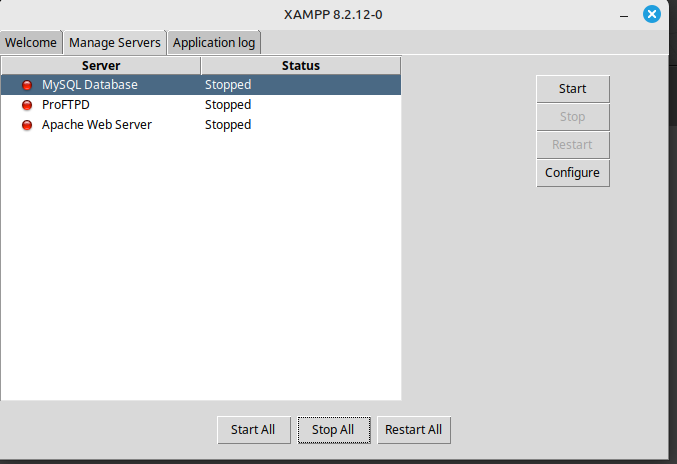 XAMPP 8.2.12-0
Welcome Manage Servers Application log
Server Status
MySQL Database Stopped
ProFTPD Stopped
Apache Web Server Stopped
Start
Stop
Restart
Configure
Start All Stop All Restart All